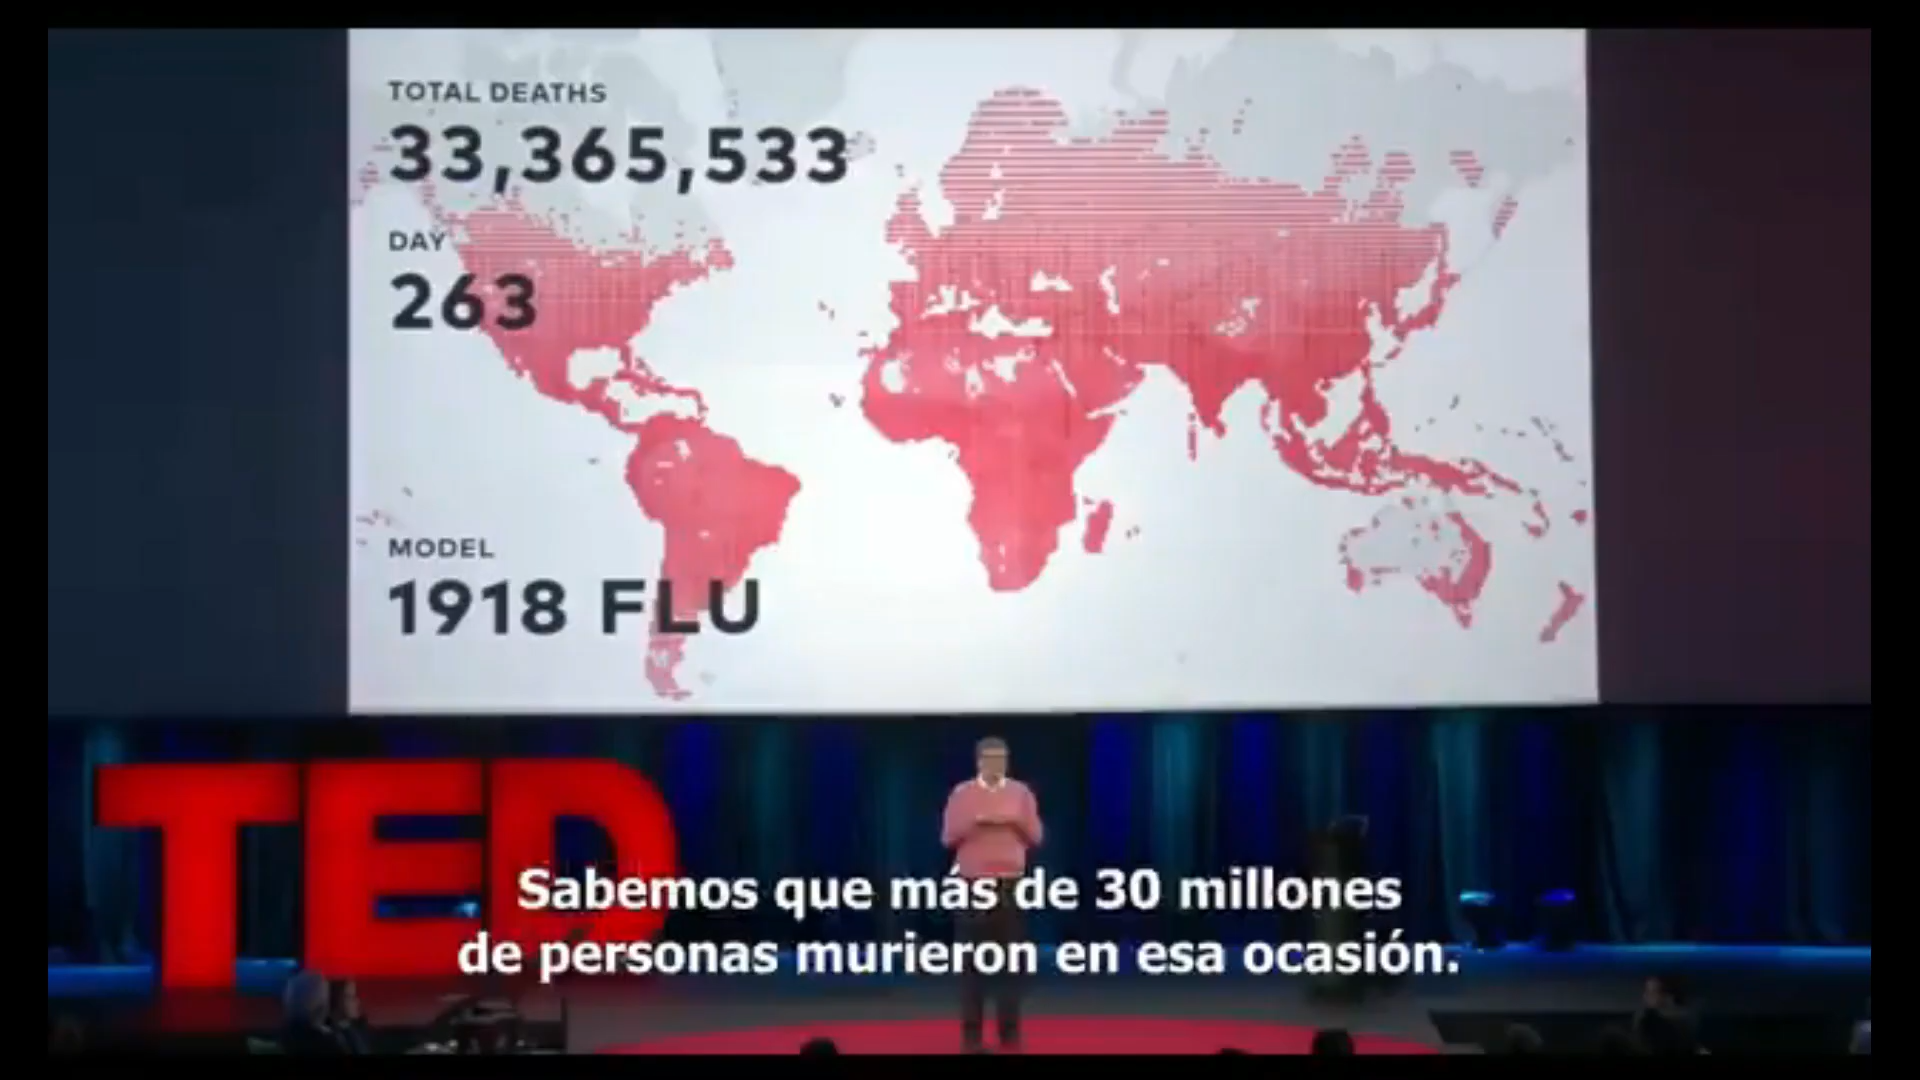 TOTAL DEATHS
33,365,533
DAY
263
MODEL
1918 FLU
TED
Sabemos que más de 30 millones
de personas murieron en esa ocasión.